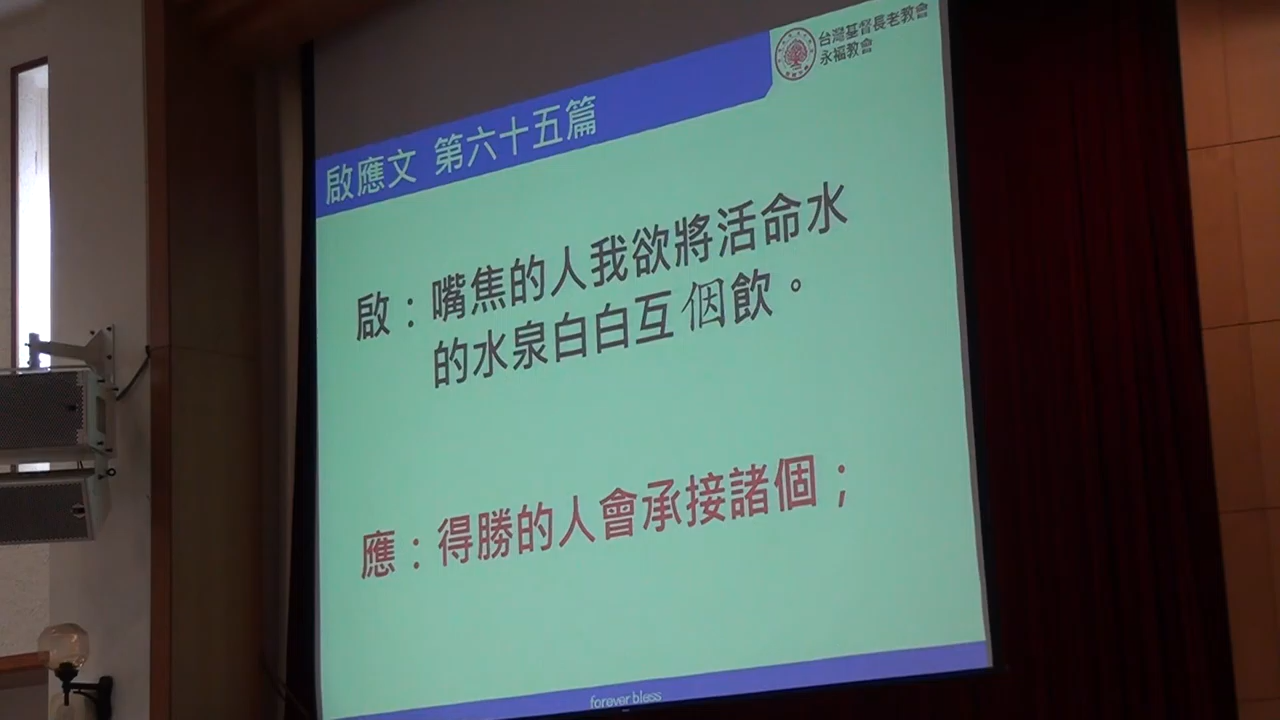 台灣基督長老教會
永福教會
啟應文 第六十五篇
啟：嘴焦的人我欲將活命水
的水泉白白互個飲。
應：得勝的人會承接諸個；
forever bless